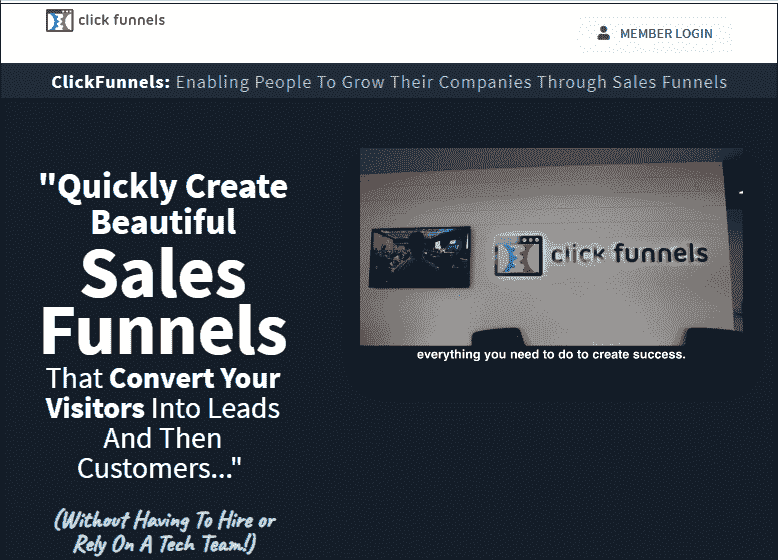 click funnels
MEMBER LOGIN
ClickFunnels: Enabling People To Grow Their Companies Through Sales Funnels
"Quickly Create
Beautiful
Sales
Funnels
That Convert Your
Visitors Into Leads
And Then
Customers..."
(Without Having To Hire or
Rely On A Tech Team!)
click funnels
everything you need to do to create success.